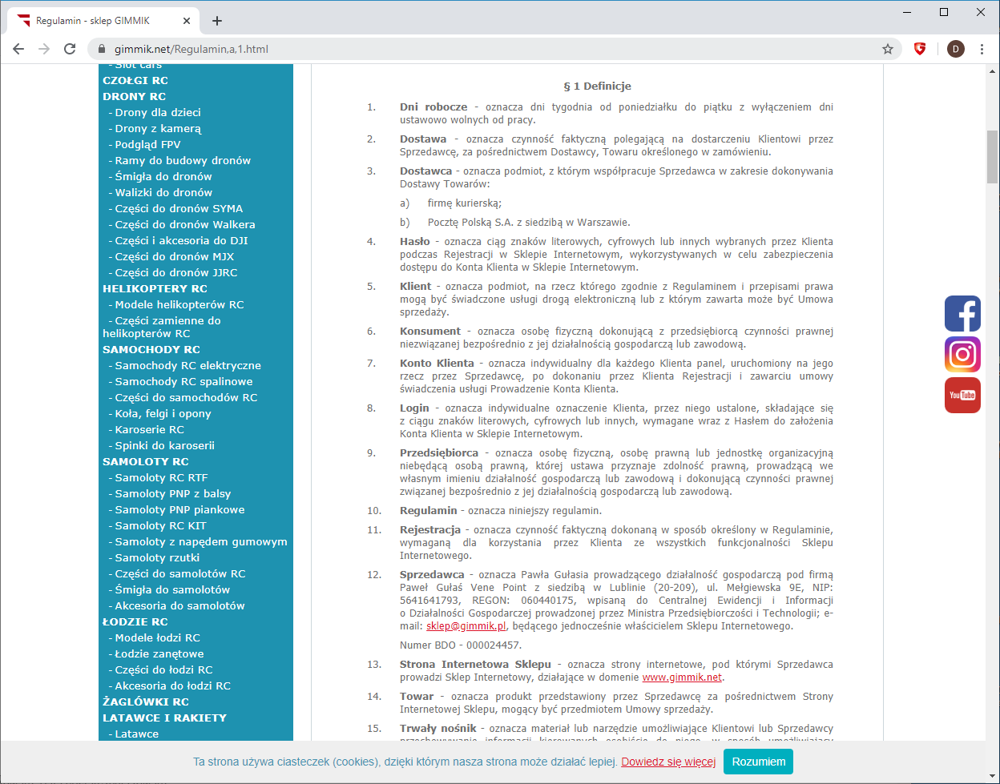 Regulamin - sklep GIMMIK
gimmik.net/Regulamin,a,1.html
D
- Slot cars
CZOŁGI RC
DRONY RC
- Drony dla dzieci
- Drony z kamerą
- Podgląd FPV
- Ramy do budowy dronów
- Śmigła do dronów
- Walizki do dronów
- Części do dronów SYMA
- Części do dronów Walkera
- Części i akcesoria do DJI
- Części do dronów MJX
- Części do dronów JJRC
HELIKOPTERY RC
- Modele helikopterów RC
- Części zamienne do
helikopterów RC
SAMOCHODY RC
- Samochody RC elektryczne
- Samochody RC spalinowe
- Części do samochodów RC
- Koła, felgi i opony
- Karoserie RC
- Spinki do karoserii
SAMOLOTY RC
- Samoloty RC RTF
- Samoloty PNP z balsy
- Samoloty PNP piankowe
- Samoloty RC KIT
- Samoloty z napędem gumowym
- Samoloty rzutki
- Części do samolotów RC
- Śmigła do samolotów
- Akcesoria do samolotów
ŁODZIE RC
- Modele łodzi RC
- Łodzie zanętowe
- Części do łodzi RC
- Akcesoria do łodzi RC
ŻAGLÓWKI RC
LATAWCE I RAKIETY
- Latawce
§ 1 Definicje
1. Dni robocze - oznacza dni tygodnia od poniedziałku do piątku z wyłączeniem dni
ustawowo wolnych od pracy.
2. Dostawa - oznacza czynność faktyczną polegającą na dostarczeniu Klientowi przez
Sprzedawcę, za pośrednictwem Dostawcy, Towaru określonego w zamówieniu.
3. Dostawca - oznacza podmiot, z którym współpracuje Sprzedawca w zakresie dokonywania
Dostawy Towarów:
a) firmę kurierską;
b) Pocztę Polską S.A. z siedzibą w Warszawie.
4. Hasło - oznacza ciąg znaków literowych, cyfrowych lub innych wybranych przez Klienta
podczas Rejestracji w Sklepie Internetowym, wykorzystywanych w celu zabezpieczenia
dostępu do Konta Klienta w Sklepie Internetowym.
5. Klient - oznacza podmiot, na rzecz którego zgodnie z Regulaminem i przepisami prawa
mogą być świadczone usługi drogą elektroniczną lub z którym zawarta może być Umowa
sprzedaży.
6. Konsument - oznacza osobę fizyczną dokonującą z przedsiębiorcą czynności prawnej
niezwiązanej bezpośrednio z jej działalnością gospodarczą lub zawodową.
7. Konto Klienta - oznacza indywidualny dla każdego Klienta panel, uruchomiony na jego
rzecz przez Sprzedawcę, po dokonaniu przez Klienta Rejestracji i zawarciu umowy
świadczenia usługi Prowadzenie Konta Klienta.
8. Login - oznacza indywidualne oznaczenie Klienta, przez niego ustalone, składające się
z ciągu znaków literowych, cyfrowych lub innych, wymagane wraz z Hasłem do założenia
Konta Klienta w Sklepie Internetowym.
9. Przedsiębiorca - oznacza osobę fizyczną, osobę prawną lub jednostkę organizacyjną
niebędącą osobą prawną, której ustawa przyznaje zdolność prawną, prowadzącą we
własnym imieniu działalność gospodarczą lub zawodową i dokonującą czynności prawnej
związanej bezpośrednio z jej działalnością gospodarczą lub zawodową.
10. Regulamin - oznacza niniejszy regulamin.
11. Rejestracja - oznacza czynność faktyczną dokonaną w sposób określony w Regulaminie,
wymaganą dla korzystania przez Klienta ze wszystkich funkcjonalności Sklepu
Internetowego.
12. Sprzedawca - oznacza Pawła Gułasia prowadzącego działalność gospodarczą pod firmą
Paweł Gułaś Vene Point z siedzibą w Lublinie (20-209), ul. Mełgiewska 9E, NIP:
5641641793, REGON: 060440175, wpisaną do Centralnej Ewidencji i Informacji
o Działalności Gospodarczej prowadzonej przez Ministra Przedsiębiorczości i Technologii; e-
mail: sklep@gimmik.pl, będącego jednocześnie właścicielem Sklepu Internetowego.
Numer BDO - 000024457.
13. Strona Internetowa Sklepu - oznacza strony internetowe, pod którymi Sprzedawca
prowadzi Sklep Internetowy, działające w domenie www.gimmik.net.
14. Towar - oznacza produkt przedstawiony przez Sprzedawcę za pośrednictwem Strony
Internetowej Sklepu, mogący być przedmiotem Umowy sprzedaży.
15. Trwały nośnik - oznacza materiał lub narzędzie umożliwiające Klientowi lub Sprzedawcy
przechowywanie informacji kierowanych osobiście do niego, w sposób umożliwiający
You Tube
Ta strona używa ciasteczek (cookies), dzięki którym nasza strona może działać lepiej. Dowiedz się więcej
Rozumiem